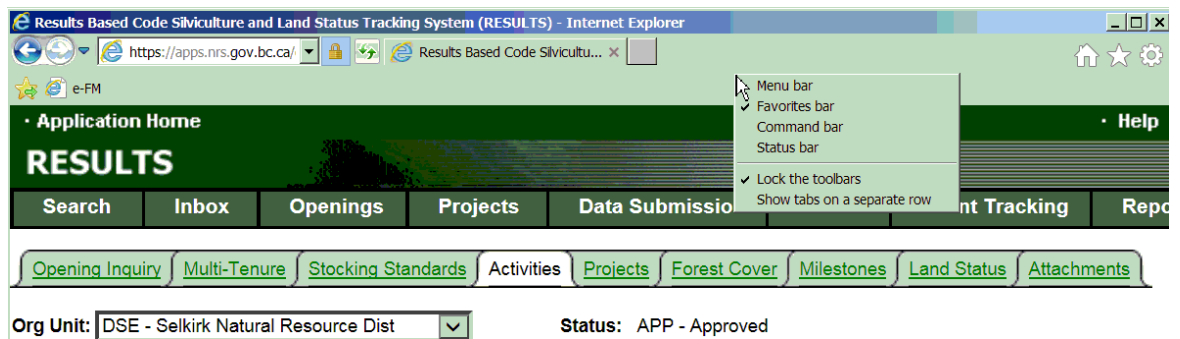 Results Based Code Silviculture and Land Status Tracking System (RESULTS) - Internet Explorer
https://apps.nrs.gov.bc.ca/ Results Based Code Silvicultu...
e-FM
Menu bar
Favorites bar
Command bar
Status bar
Lock the toolbars
Show tabs on a separate row
· Application Home · Help
RESULTS
Search Inbox Openings Projects Data Submissio nt Tracking Repo
Opening Inquiry Multi-Tenure Stocking Standards Activities Projects Forest Cover Milestones Land Status Attachments
Org Unit: DSE - Selkirk Natural Resource Dist Status: APP - Approved